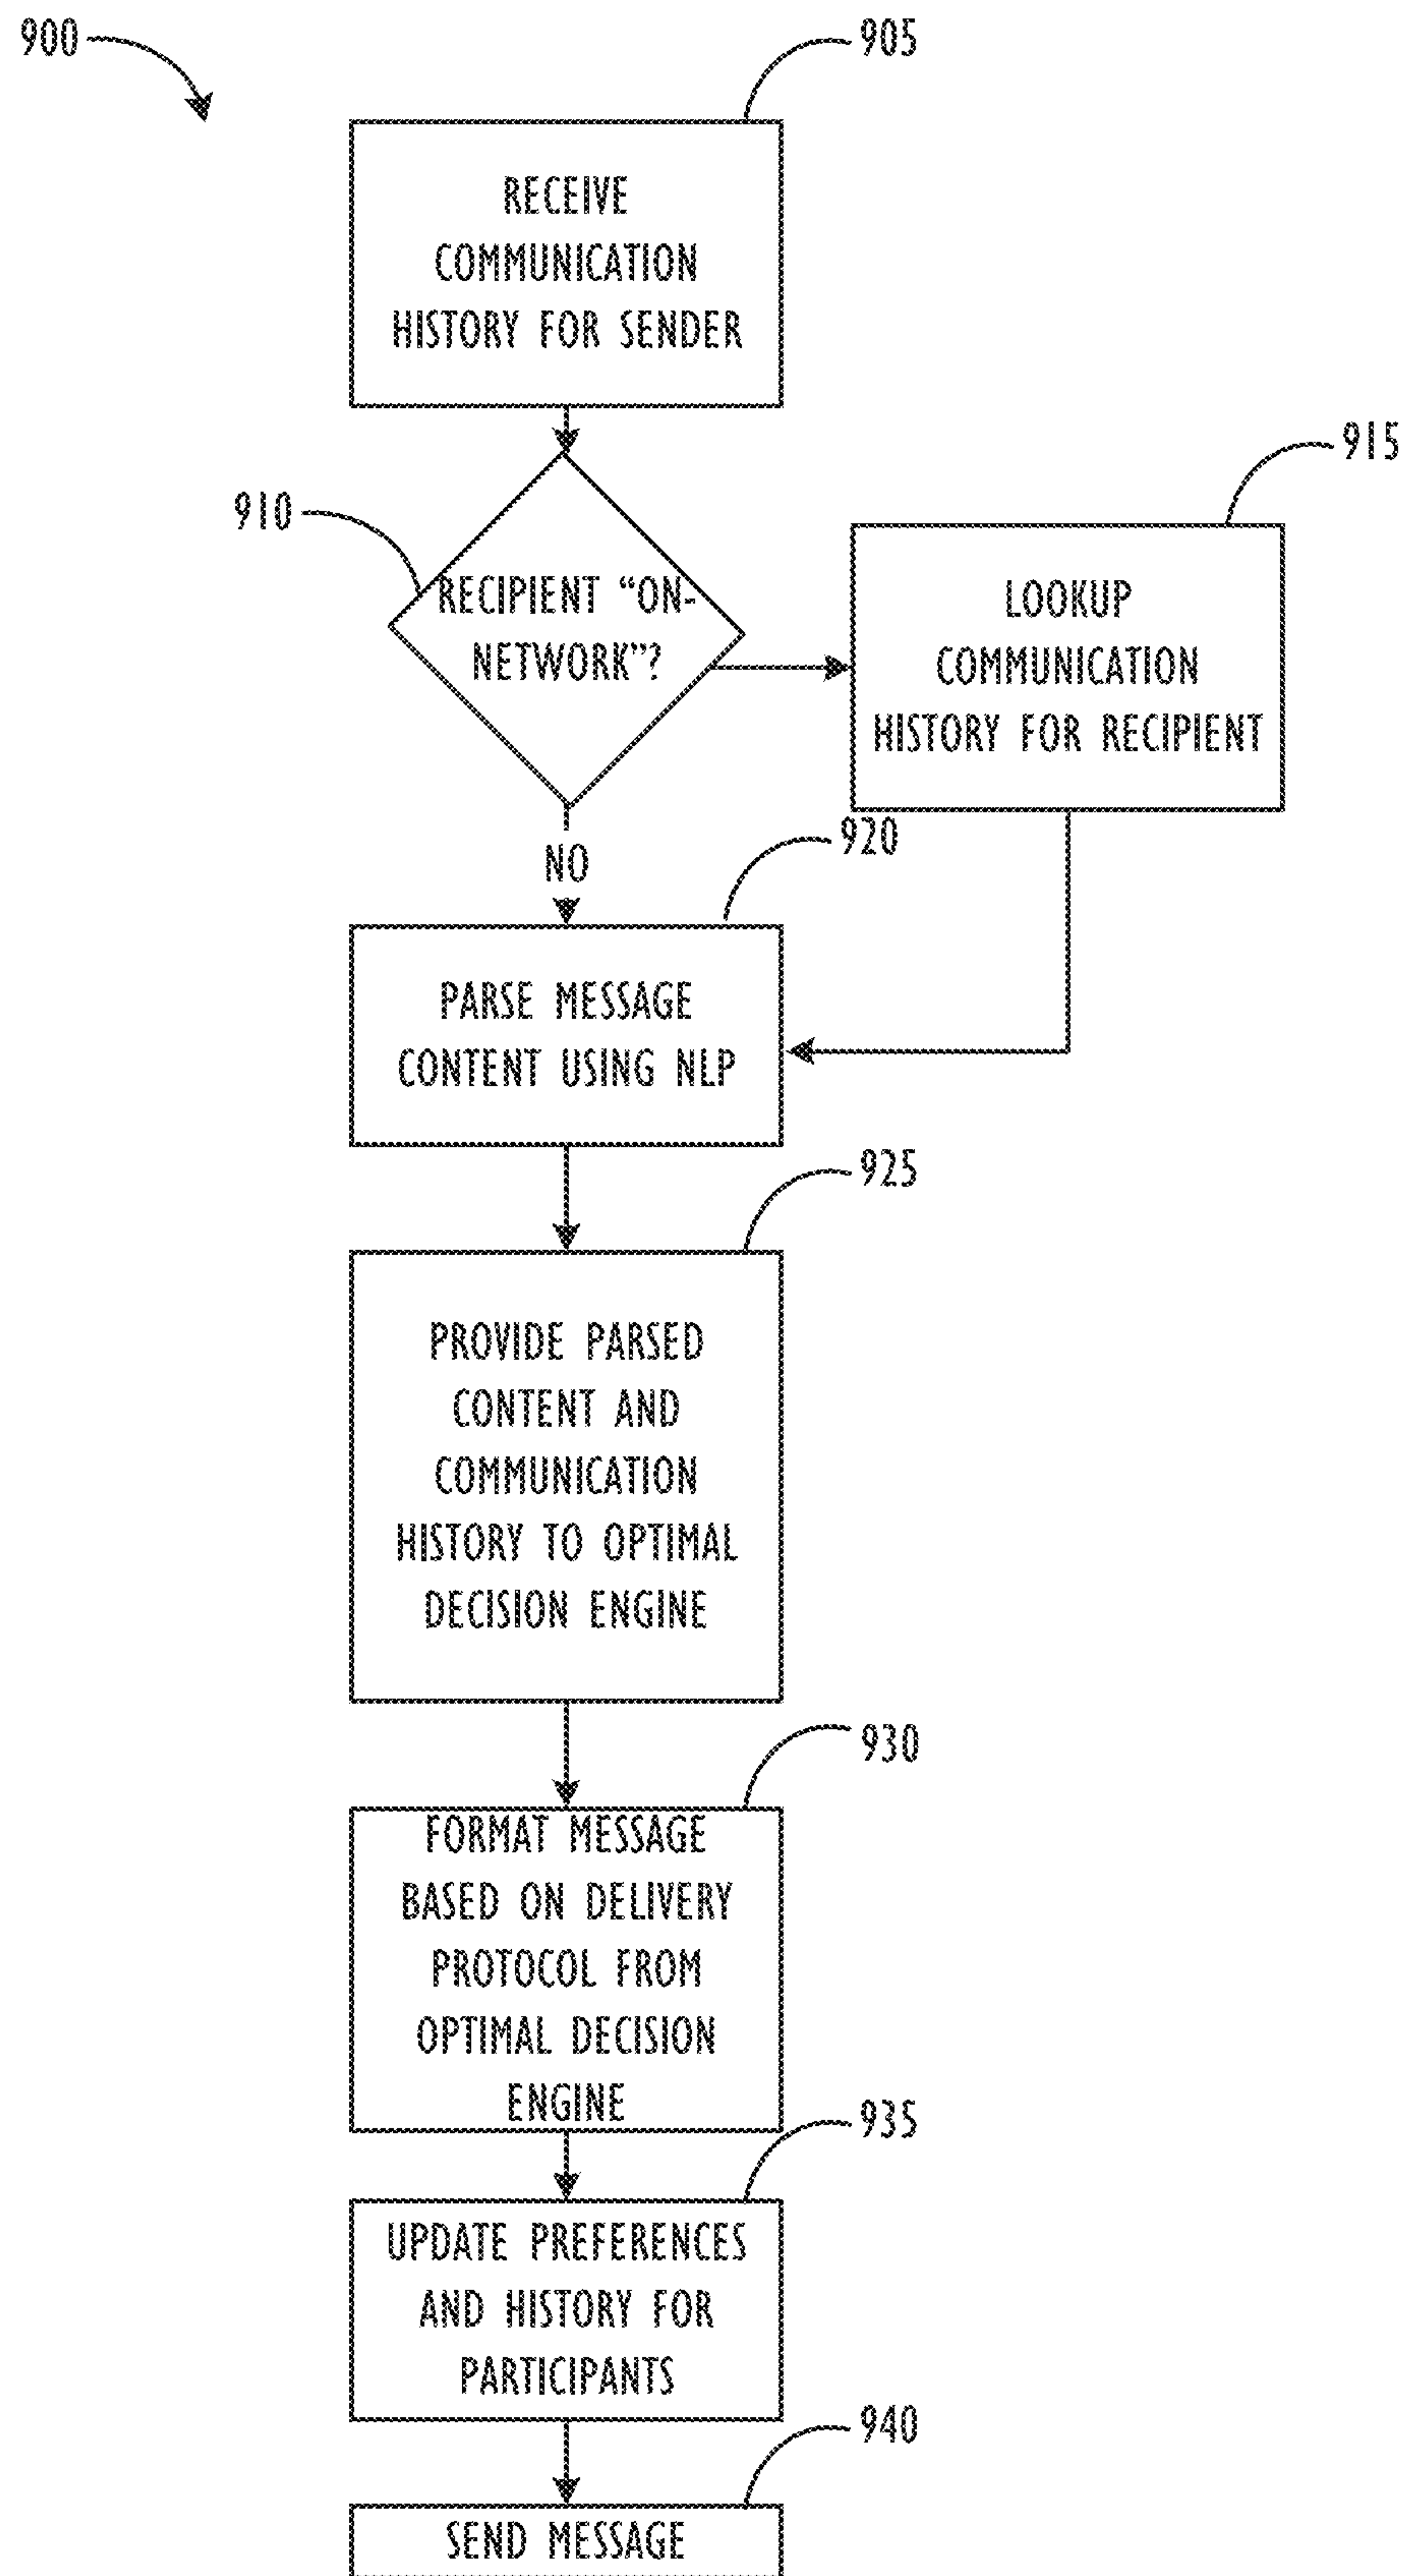 900
905
RECEIVE
COMMUNICATION
HISTORY FOR SENDER
910
RECIPIENT “ON-
NETWORK”?
915
LOOKUP
COMMUNICATION
HISTORY FOR RECIPIENT
NO
920
PARSE MESSAGE
CONTENT USING NLP
925
PROVIDE PARSED
CONTENT AND
COMMUNICATION
HISTORY TO OPTIMAL
DECISION ENGINE
930
FORMAT MESSAGE
BASED ON DELIVERY
PROTOCOL FROM
OPTIMAL DECISION
ENGINE
935
UPDATE PREFERENCES
AND HISTORY FOR
PARTICIPANTS
940
SEND MESSAGE